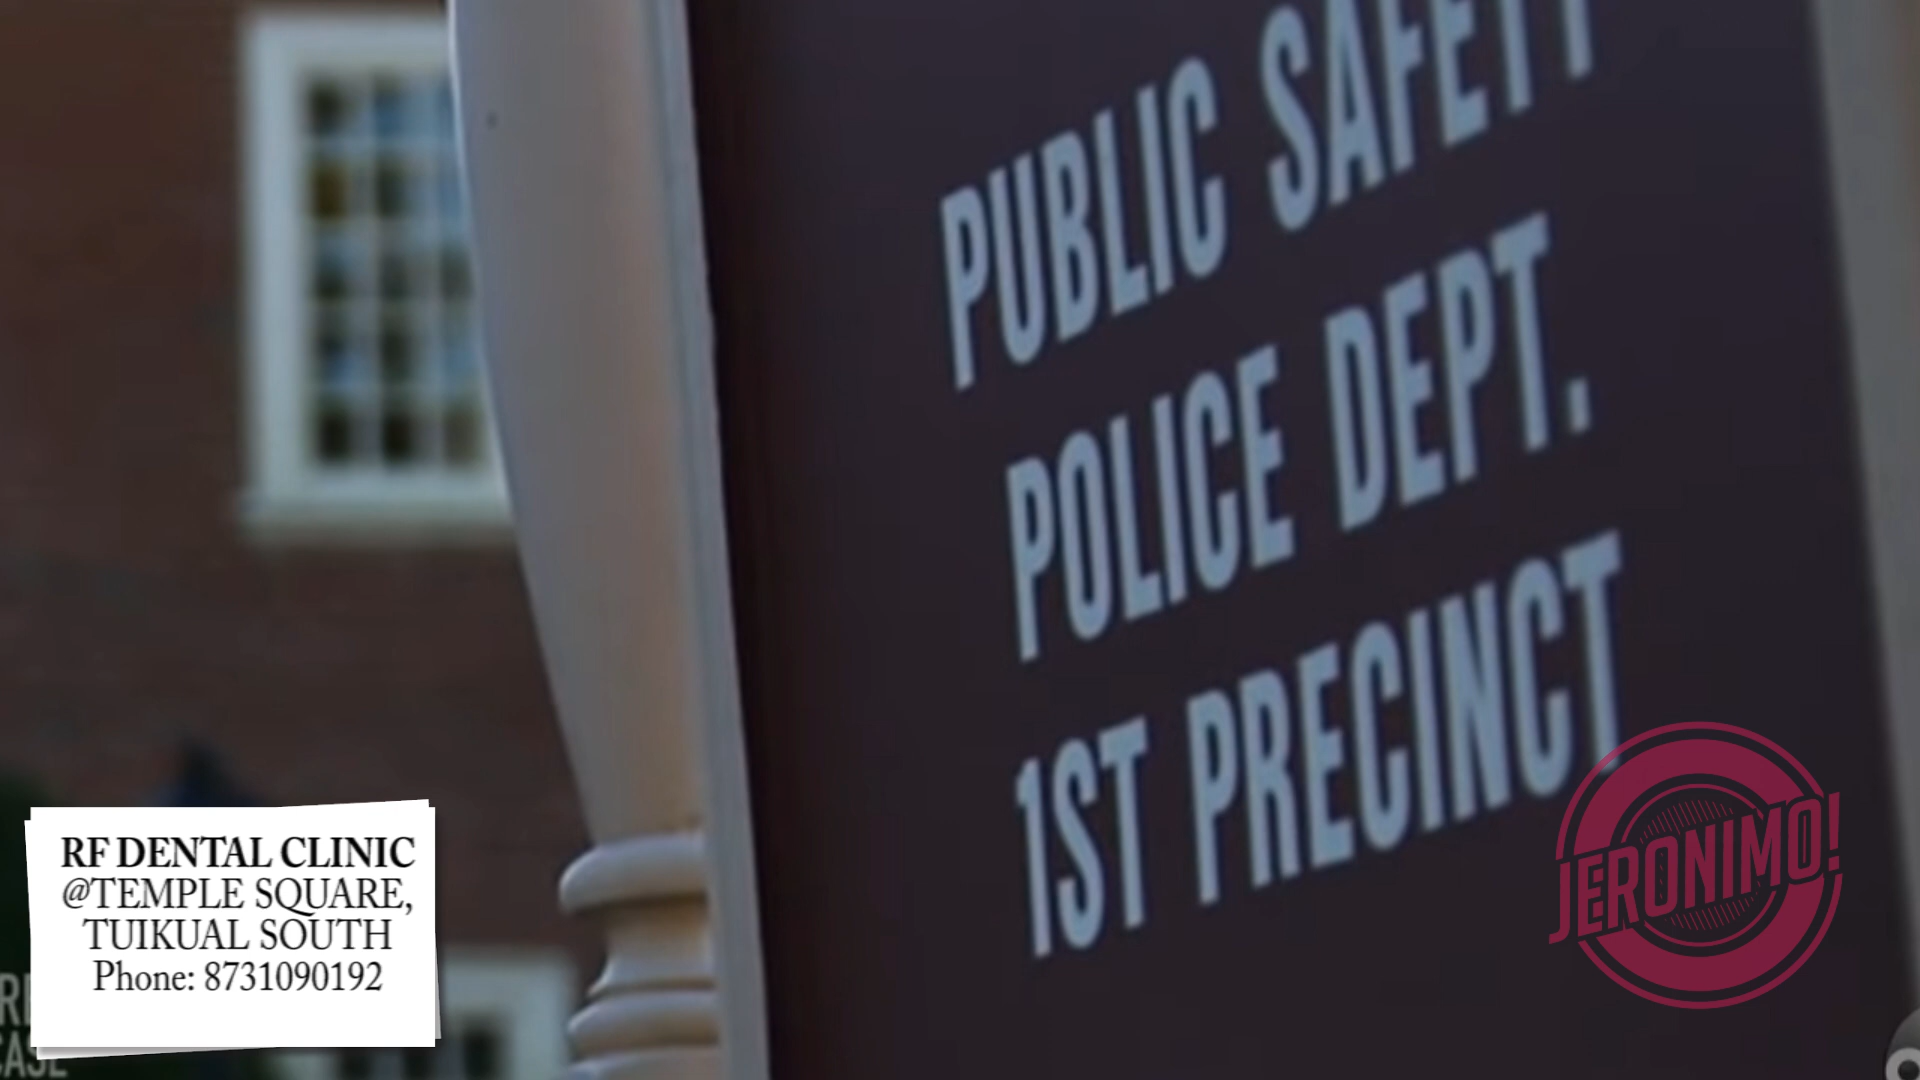 PUBLIC SAFETY
POLICE DEPT.
1ST PRECINCT
JERONIMO!
RF DENTAL CLINIC
@TEMPLE SQUARE,
TUIKUAL SOUTH
Phone: 8731090192